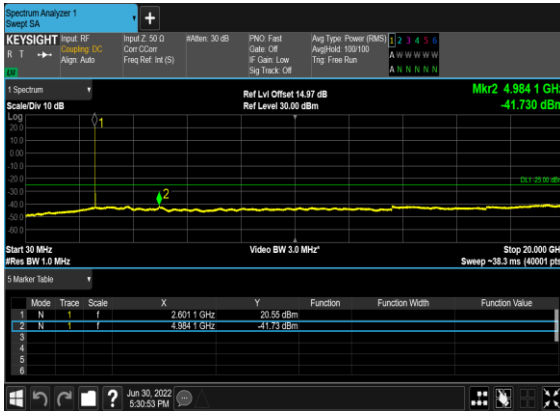 Spectrum Analyzer 1
Swept SA
KEYSIGHT Input: RF Input Z: 50 Ω #Atten: 30 dB PNO: Fast Avg Type: Power (RMS) 1 2 3 4 5 6
R T Coupling: DC Corr CCorr Gate: Off Avg|Hold: 100/100 A W W W W W
Align: Auto Freq Ref: Int (S) IF Gain: Low Trig: Free Run
Sig Track: Off A N N N N N
1 Spectrum Ref Lvl Offset 14.97 dB Mkr2 4.984 1 GHz
Scale/Div 10 dB Ref Level 30.00 dBm -41.730 dBm
Log
20.0
10.0
0.00
-10.0
-20.0
-30.0
-40.0
-50.0
-60.0
1
2
DL1 -25.00 dBm
Start 30 MHz Video BW 3.0 MHz* Stop 20.000 GHz
#Res BW 1.0 MHz Sweep ~38.3 ms (40001 pts)
5 Marker Table
Mode Trace Scale X Y Function Function Width Function Value
1 N 1 f 2.601 1 GHz 20.55 dBm
2 N 1 f 4.984 1 GHz -41.73 dBm
3
4
5
6
Jun 30, 2022
5:30:53 PM